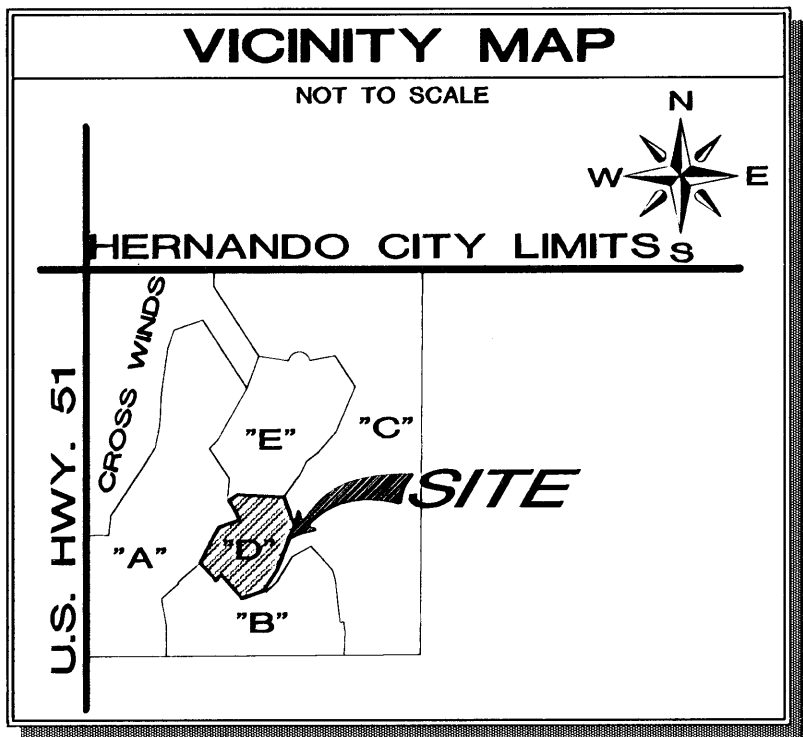 VICINITY MAP
NOT TO SCALE
N
W
E
S
HERNANDO CITY LIMITS
CROSS WINDS
U.S. HWY. 51
"E"
"C"
SITE
"D"
"A"
"B"